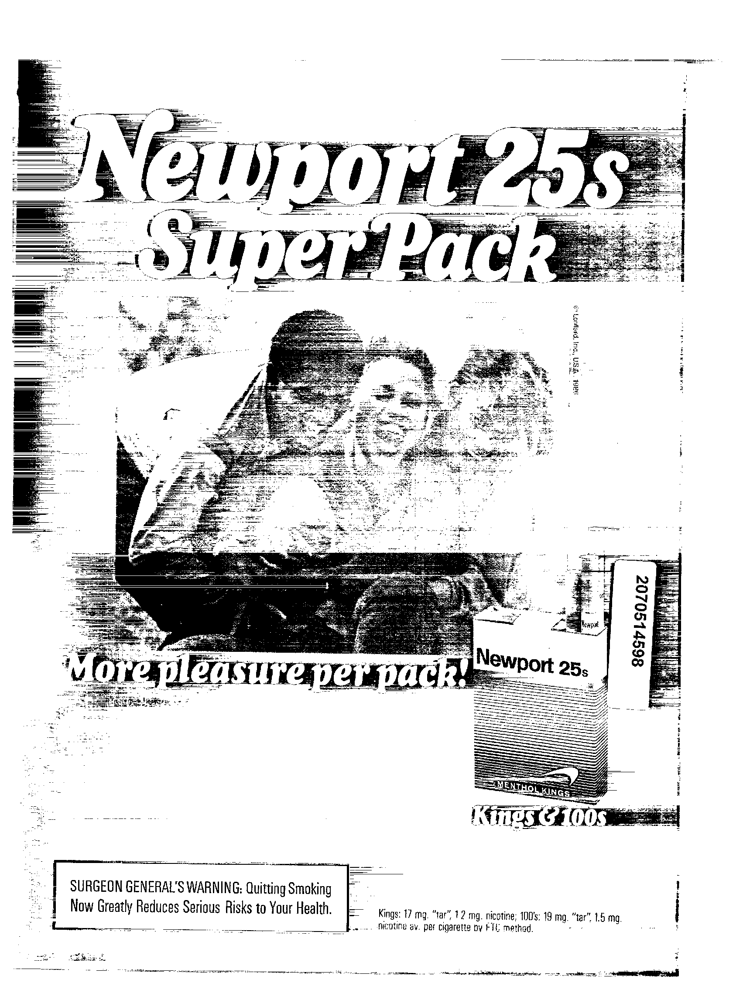 Newport 25s
Super Pack
© Lorillard, Inc., U.S.A. 1986
2070514598
Newport
Newport 25s
MENTHOL KINGS
More pleasure per pack!
Kings & 100s
SURGEON GENERAL'S WARNING: Quitting Smoking
Now Greatly Reduces Serious Risks to Your Health.
Kings: 17 mg. "tar", 1.2 mg. nicotine; 100's: 19 mg. "tar", 1.5 mg.
nicotine av. per cigarette by FTC method.